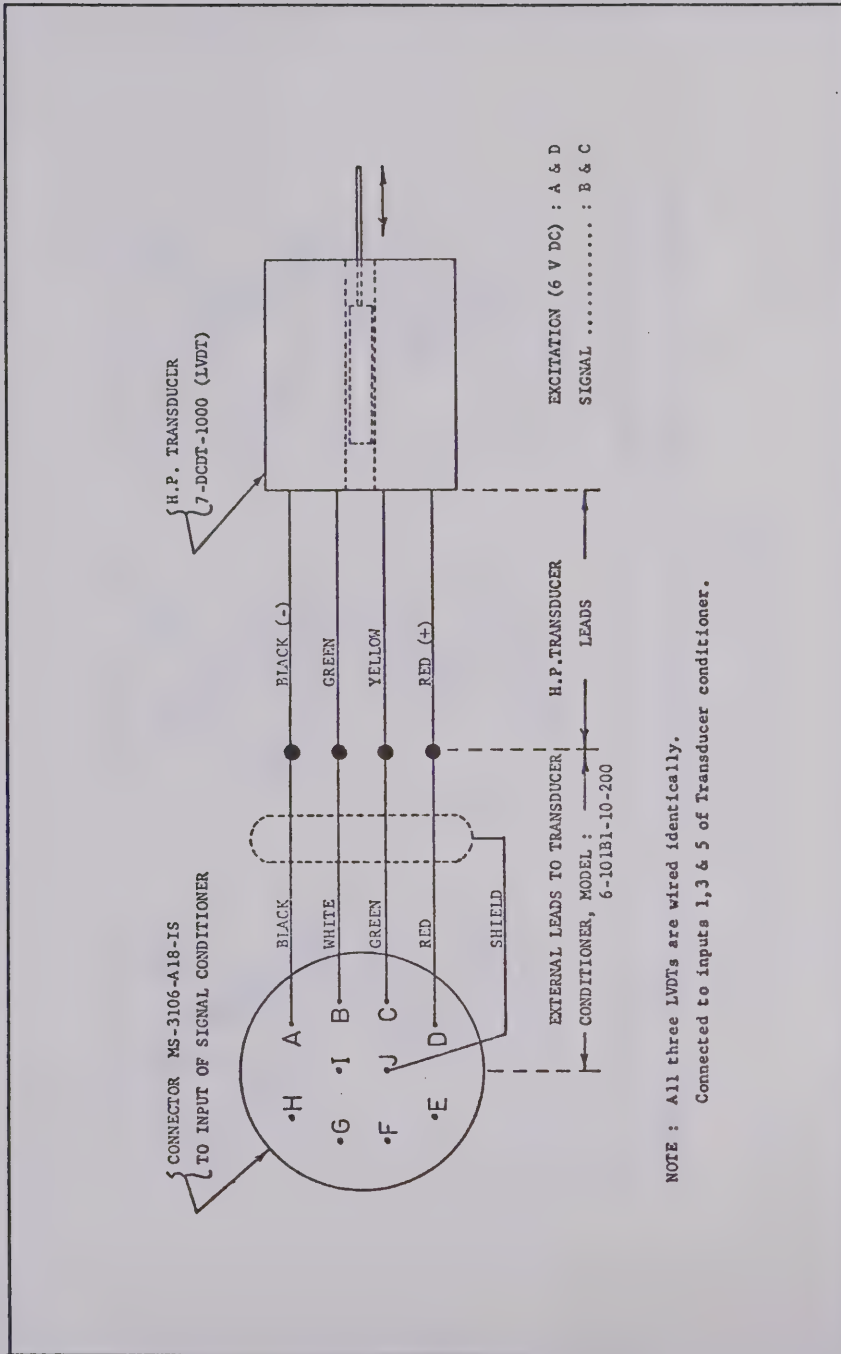 CONNECTOR MS-3106-A18-IS
TO INPUT OF SIGNAL CONDITIONER
H.P. TRANSDUCER
7-DCDT-1000 (LVDT)
•H
A
BLACK
BLACK (-)
•G
•I
B
WHITE
GREEN
•F
•J
C
GREEN
YELLOW
•E
D
RED
RED (+)
SHIELD
EXTERNAL LEADS TO TRANSDUCER
CONDITIONER, MODEL :
6-101B1-10-200
H.P.TRANSDUCER
LEADS
EXCITATION (6 V DC) : A & D
SIGNAL ............ : B & C
NOTE : All three LVDTs are wired identically.
Connected to inputs 1,3 & 5 of Transducer conditioner.